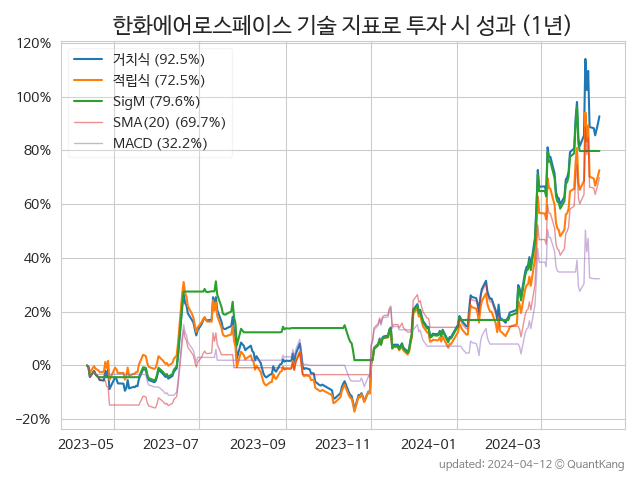 한화에어로스페이스 기술 지표로 투자 시 성과 (1년)
120%
100%
80%
60%
40%
20%
0%
−20%
거치식 (92.5%)
적립식 (72.5%)
SigM (79.6%)
SMA(20) (69.7%)
MACD (32.2%)
2023-05 2023-07 2023-09 2023-11 2024-01 2024-03
updated: 2024-04-12 © QuantKang